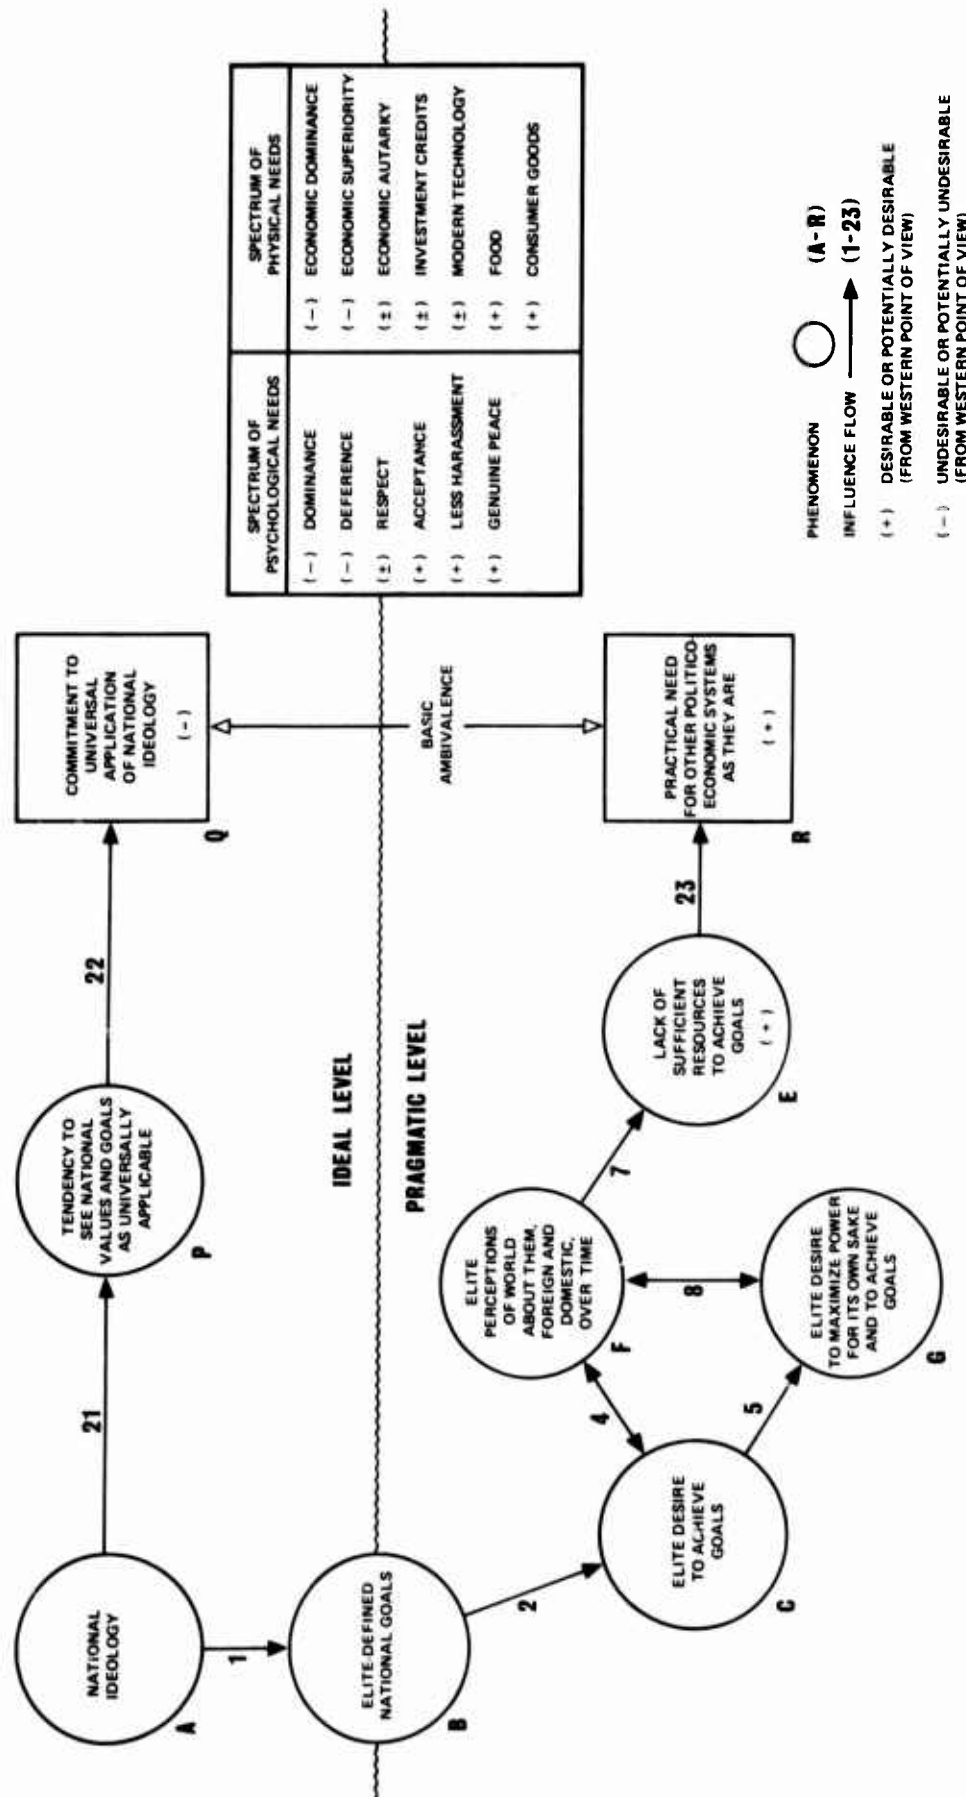 NATIONAL
IDEOLOGY
A
21
TENDENCY TO
SEE NATIONAL
VALUES AND GOALS
AS UNIVERSALLY
APPLICABLE
P
22
COMMITMENT TO
UNIVERSAL
APPLICATION
OF NATIONAL
IDEOLOGY
(-)
Q
1
ELITE-DEFINED
NATIONAL GOALS
B
IDEAL LEVEL
PRAGMATIC LEVEL
BASIC
AMBIVALENCE
2
ELITE DESIRE
TO ACHIEVE
GOALS
C
4
5
ELITE
PERCEPTIONS
OF WORLD
ABOUT THEM,
FOREIGN AND
DOMESTIC,
OVER TIME
F
8
ELITE DESIRE
TO MAXIMIZE POWER
FOR ITS OWN SAKE
AND TO ACHIEVE
GOALS
G
7
LACK OF
SUFFICIENT
RESOURCES
TO ACHIEVE
GOALS
(+)
E
23
PRACTICAL NEED
FOR OTHER POLITICO
ECONOMIC SYSTEMS
AS THEY ARE
(+)
R
SPECTRUM OF
PSYCHOLOGICAL NEEDS
(-) DOMINANCE
(-) DEFERENCE
(±) RESPECT
(+) ACCEPTANCE
(+) LESS HARASSMENT
(+) GENUINE PEACE
SPECTRUM OF
PHYSICAL NEEDS
(-) ECONOMIC DOMINANCE
(-) ECONOMIC SUPERIORITY
(±) ECONOMIC AUTARKY
(±) INVESTMENT CREDITS
(±) MODERN TECHNOLOGY
(+) FOOD
(+) CONSUMER GOODS
PHENOMENON (A-R)
INFLUENCE FLOW (1-23)
(+) DESIRABLE OR POTENTIALLY DESIRABLE
(FROM WESTERN POINT OF VIEW)
(-) UNDESIRABLE OR POTENTIALLY UNDESIRABLE
(FROM WESTERN POINT OF VIEW)